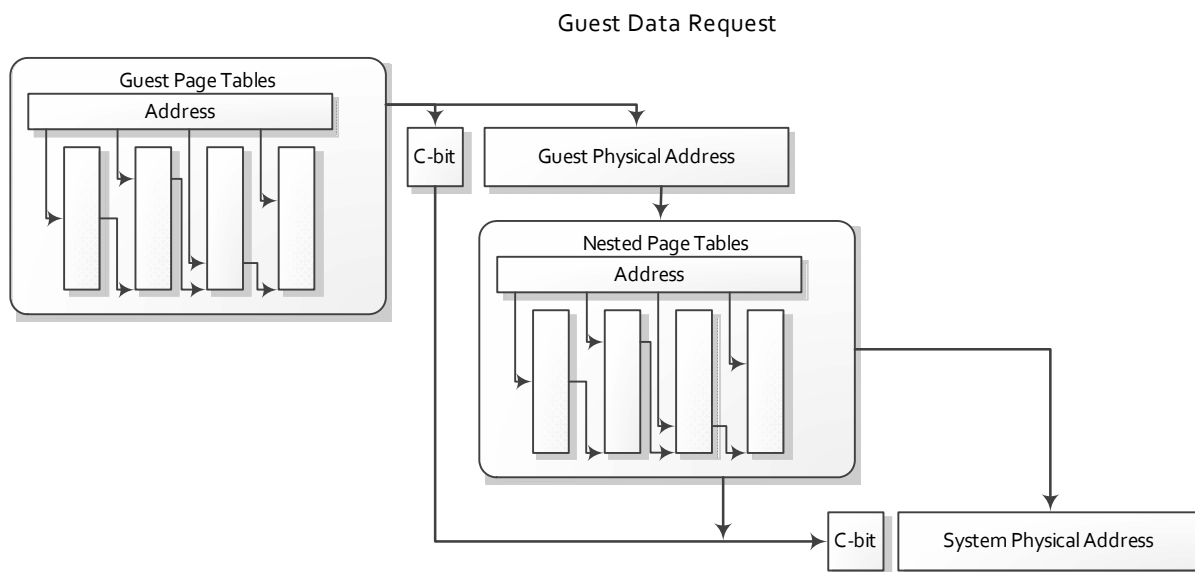 Guest Data Request
Guest Page Tables
Address
C-bit
Guest Physical Address
Nested Page Tables
Address
C-bit
System Physical Address